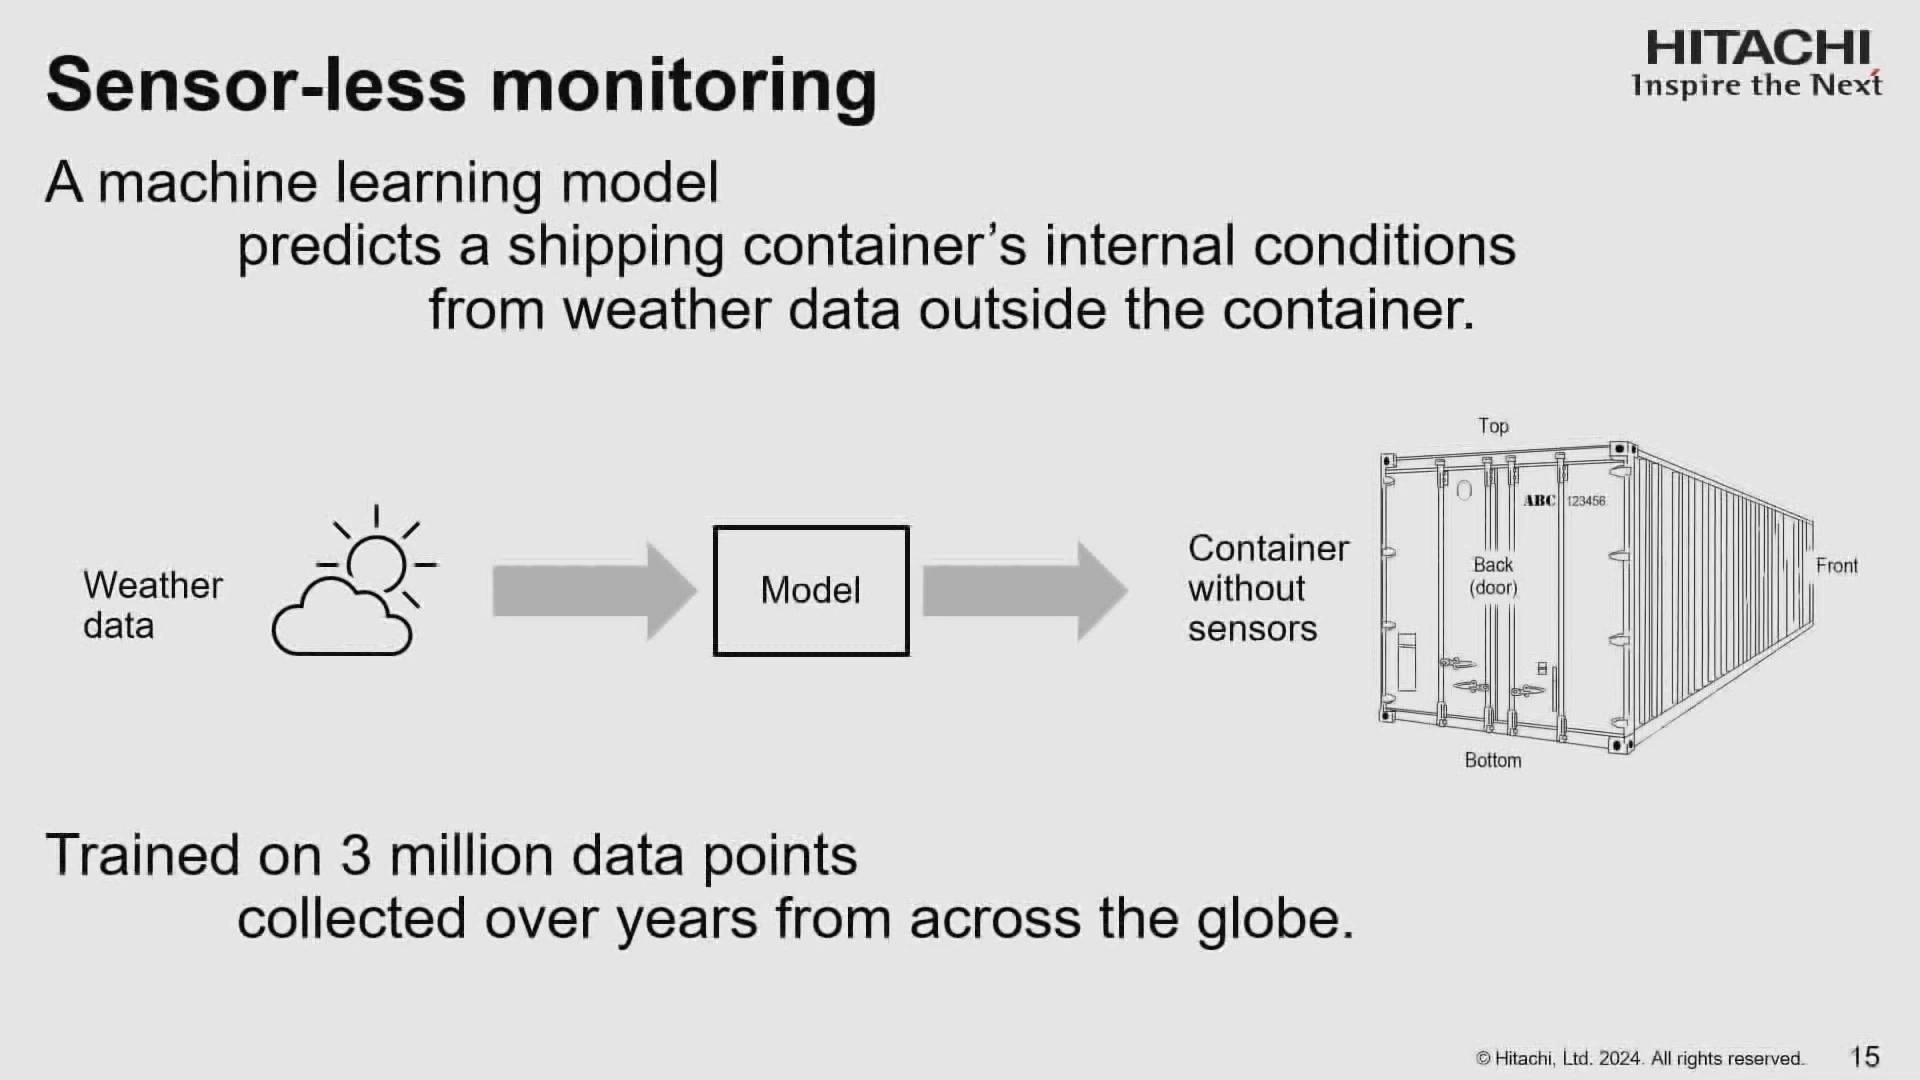 Sensor-less monitoring
HITACHI
Inspire the Next
A machine learning model
predicts a shipping container’s internal conditions
from weather data outside the container.
Weather
data
Model
Container
without
sensors
Top
ABC 123456
Back
(door)
Front
Bottom
Trained on 3 million data points
collected over years from across the globe.
© Hitachi, Ltd. 2024. All rights reserved.
15